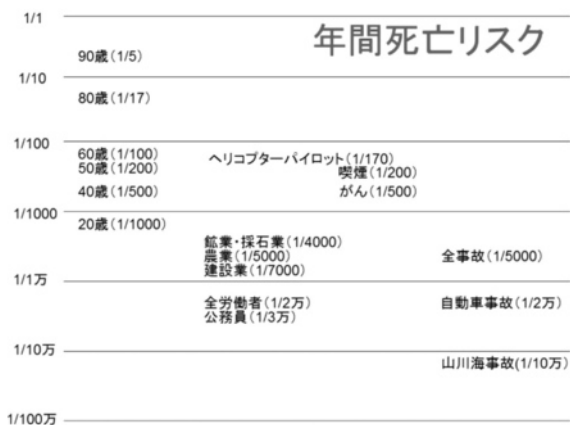 年間死亡リスク
1/1
90歳(1/5)
1/10
80歳(1/17)
1/100
60歳(1/100)
ヘリコプターパイロット(1/170)
50歳(1/200)
喫煙(1/200)
40歳(1/500)
がん(1/500)
1/1000
20歳(1/1000)
鉱業・採石業(1/4000)
農業(1/5000)
全事故(1/5000)
建設業(1/7000)
1/1万
全労働者(1/2万)
自動車事故(1/2万)
公務員(1/3万)
1/10万
山川海事故(1/10万)
1/100万